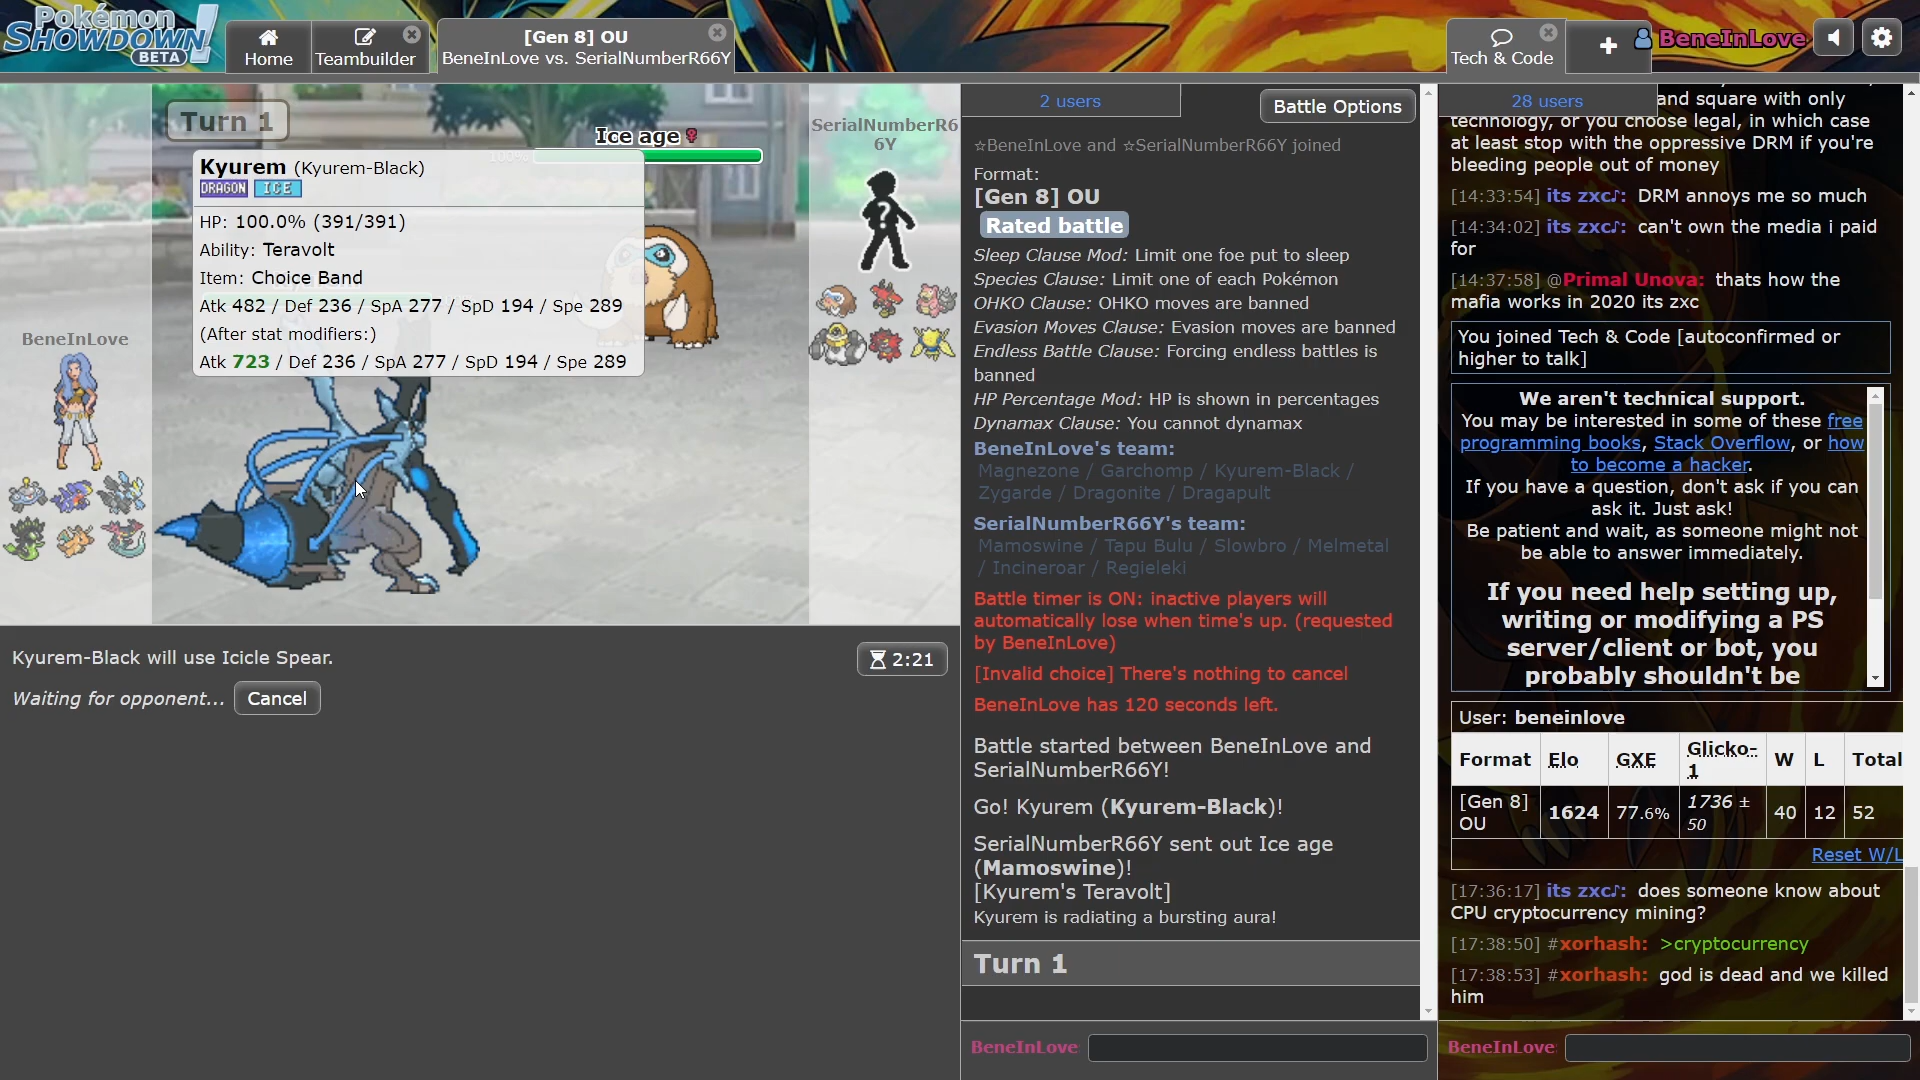 Pokémon
SHOWDOWN!
BETA
Home
Teambuilder
[Gen 8] OU
BeneInLove vs. SerialNumberR66Y
Tech & Code
BeneInLove
Turn 1
Ice age
100%
Kyurem (Kyurem-Black)
DRAGON ICE
HP: 100.0% (391/391)
Ability: Teravolt
Item: Choice Band
Atk 482 / Def 236 / SpA 277 / SpD 194 / Spe 289
(After stat modifiers:)
Atk 723 / Def 236 / SpA 277 / SpD 194 / Spe 289
BeneInLove
SerialNumberR6
6Y
?
Kyurem-Black will use Icicle Spear.
2:21
Waiting for opponent... Cancel
2 users
Battle Options
☆BeneInLove and ☆SerialNumberR66Y joined
Format:
[Gen 8] OU
Rated battle
Sleep Clause Mod: Limit one foe put to sleep
Species Clause: Limit one of each Pokémon
OHKO Clause: OHKO moves are banned
Evasion Moves Clause: Evasion moves are banned
Endless Battle Clause: Forcing endless battles is
banned
HP Percentage Mod: HP is shown in percentages
Dynamax Clause: You cannot dynamax
BeneInLove's team:
Magnezone / Garchomp / Kyurem-Black /
Zygarde / Dragonite / Dragapult
SerialNumberR66Y's team:
Mamoswine / Tapu Bulu / Slowbro / Melmetal
/ Incineroar / Regieleki
Battle timer is ON: inactive players will
automatically lose when time's up. (requested
by BeneInLove)
[Invalid choice] There's nothing to cancel
BeneInLove has 120 seconds left.
Battle started between BeneInLove and
SerialNumberR66Y!
Go! Kyurem (Kyurem-Black)!
SerialNumberR66Y sent out Ice age
(Mamoswine)!
[Kyurem's Teravolt]
Kyurem is radiating a bursting aura!
Turn 1
BeneInLove
28 users
and square with only
technology, or you choose legal, in which case
at least stop with the oppressive DRM if you're
bleeding people out of money
[14:33:54] its zxc♪: DRM annoys me so much
[14:34:02] its zxc♪: can't own the media i paid
for
[14:37:58] @Primal Unova: thats how the
mafia works in 2020 its zxc
You joined Tech & Code [autoconfirmed or
higher to talk]
We aren't technical support.
You may be interested in some of these free
programming books, Stack Overflow, or how
to become a hacker.
If you have a question, don't ask if you can
ask it. Just ask!
Be patient and wait, as someone might not
be able to answer immediately.
If you need help setting up,
writing or modifying a PS
server/client or bot, you
probably shouldn't be
User: beneinlove
Format Elo GXE Glicko-1 W L Total
[Gen 8] OU 1624 77.6% 1736 ± 50 40 12 52
Reset W/L
[17:36:17] its zxc♪: does someone know about
CPU cryptocurrency mining?
[17:38:50] #xorhash: >cryptocurrency
[17:38:53] #xorhash: god is dead and we killed
him
BeneInLove: